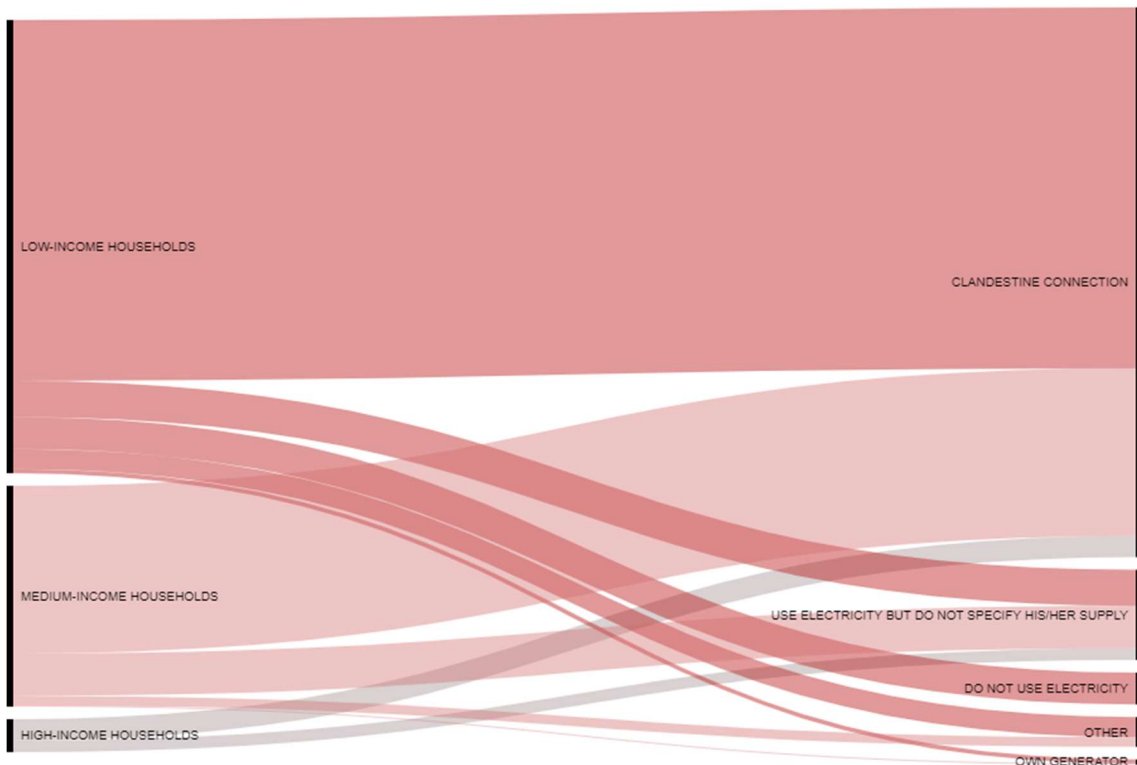 LOW-INCOME HOUSEHOLDS
CLANDESTINE CONNECTION
MEDIUM-INCOME HOUSEHOLDS
USE ELECTRICITY BUT DO NOT SPECIFY HIS/HER SUPPLY
DO NOT USE ELECTRICITY
HIGH-INCOME HOUSEHOLDS
OTHER
OWN GENERATOR